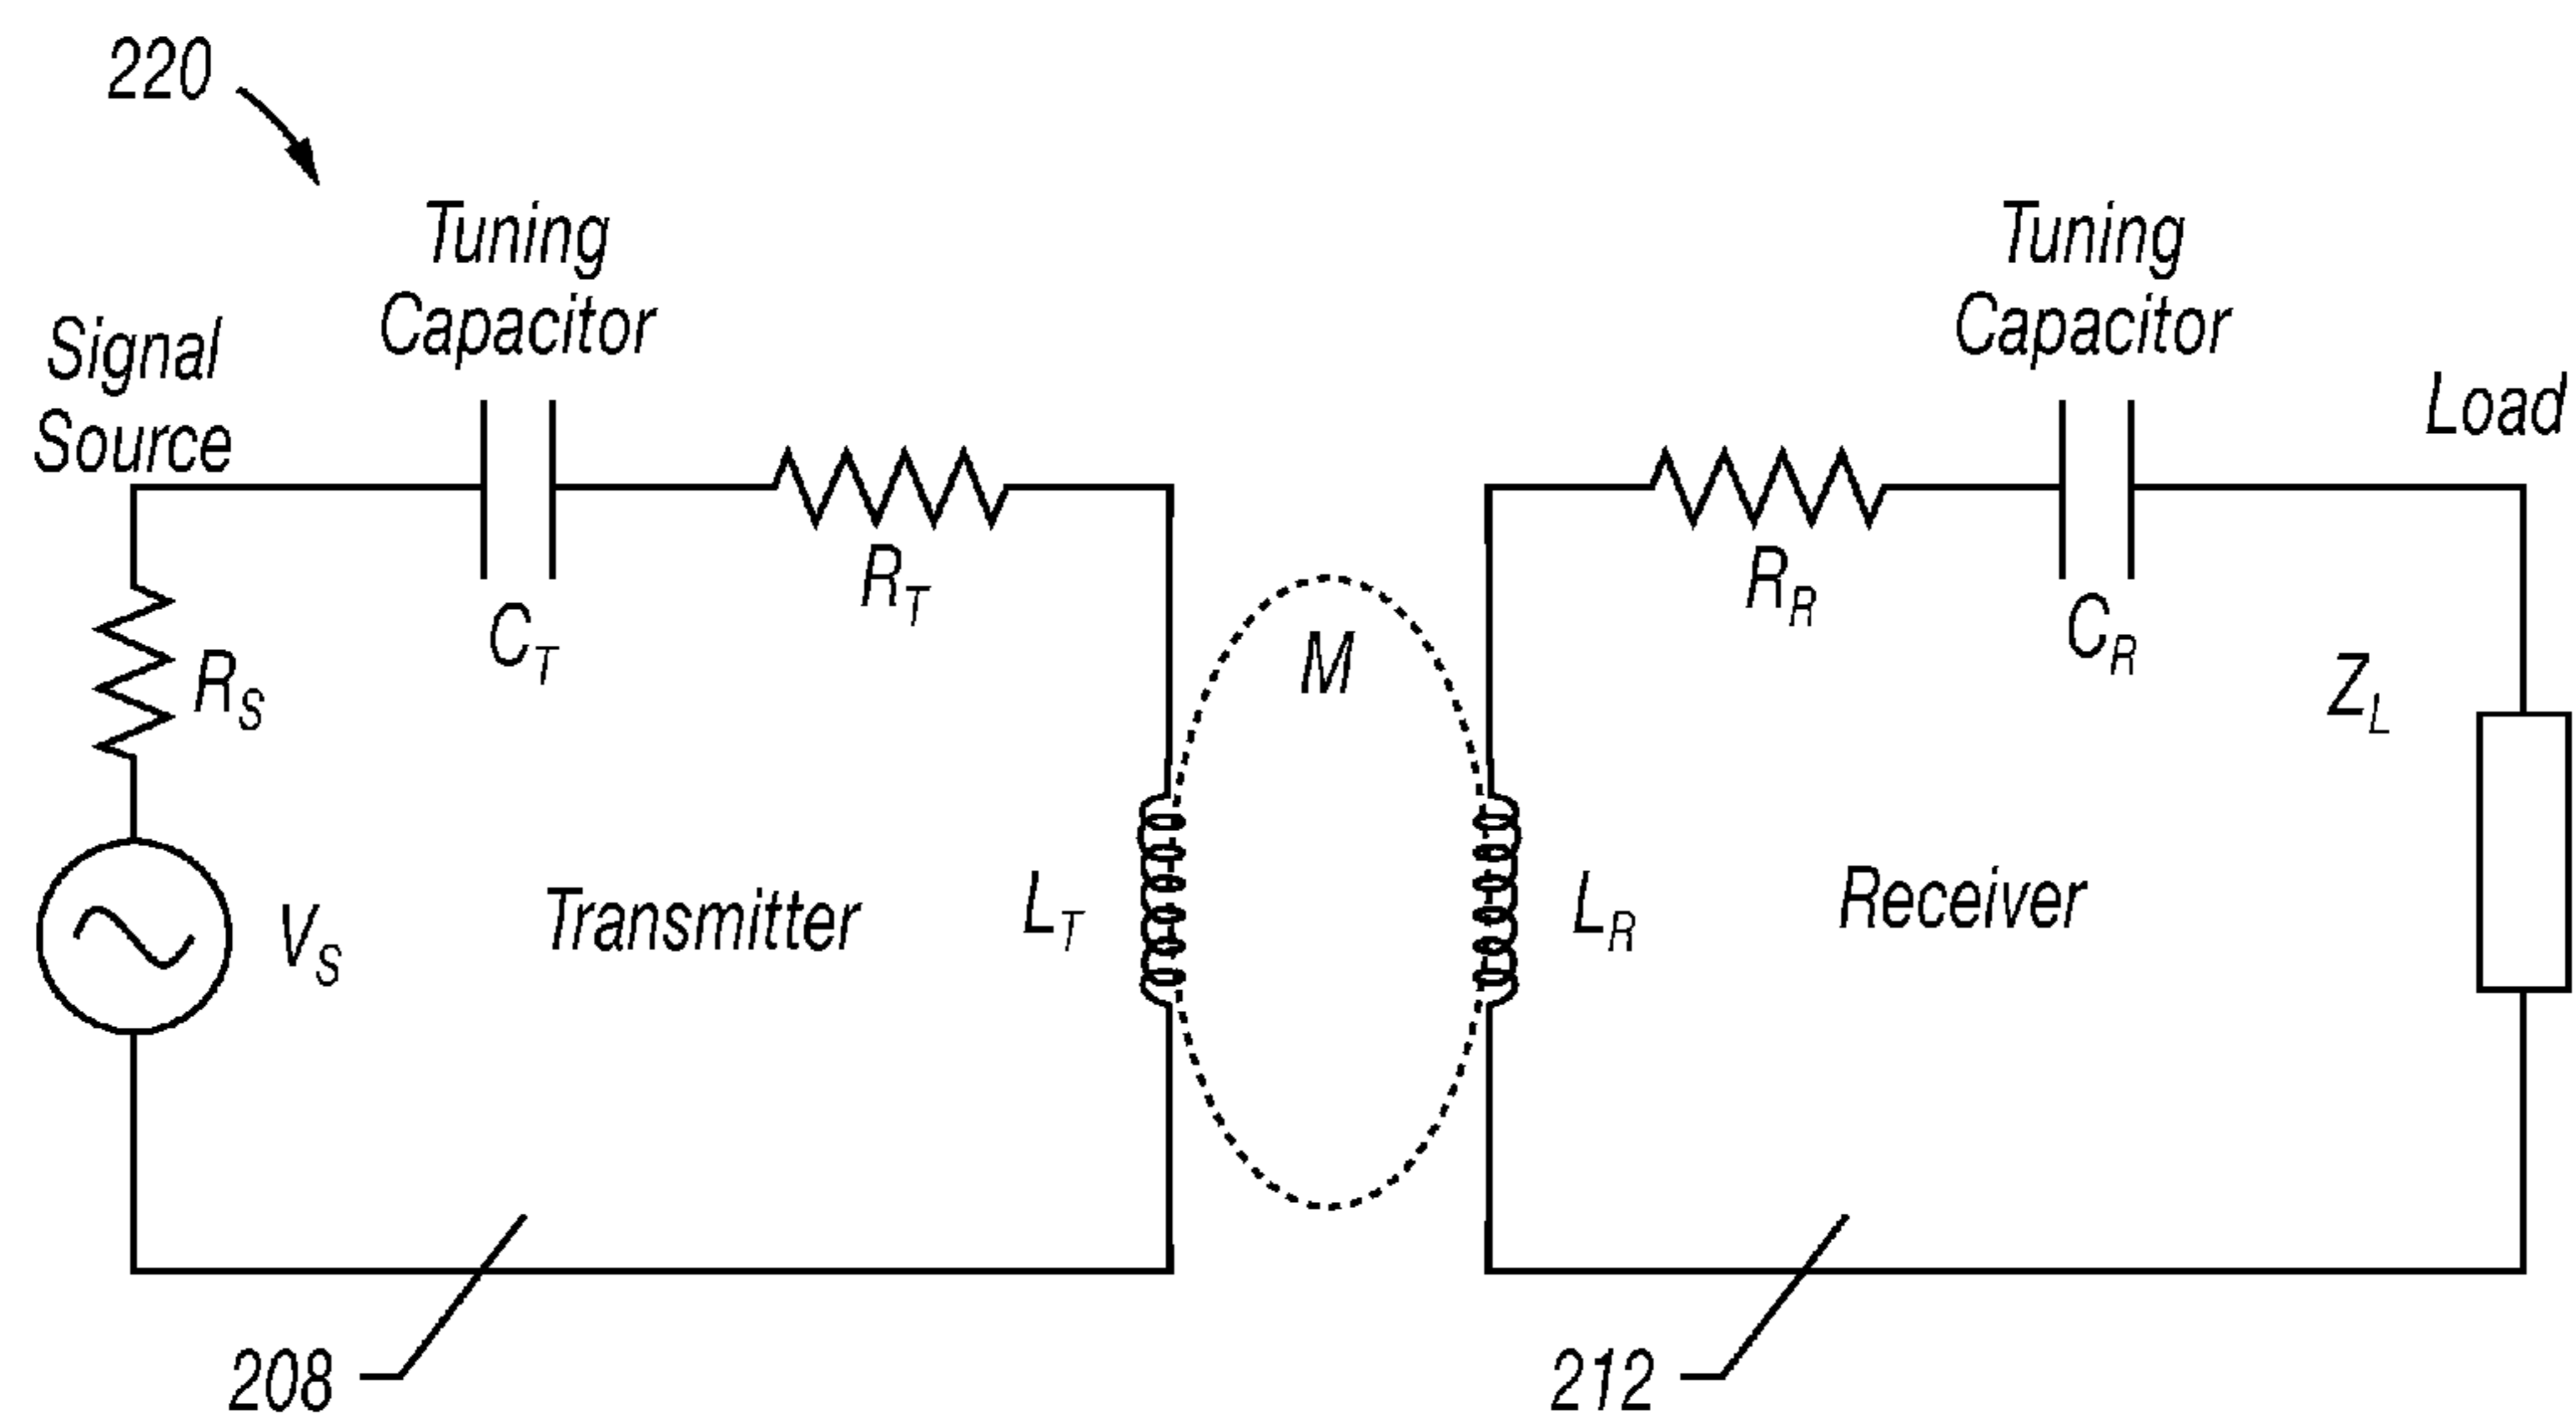 220
Tuning
Capacitor
Tuning
Capacitor
Signal
Source
Load
R_T
R_R
C_T
C_R
M
R_S
Z_L
V_S
Transmitter
L_T
L_R
Receiver
208
212